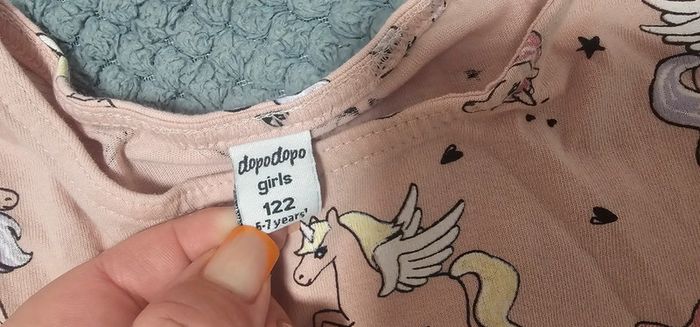 dopodopo
girls
122
6-7 years